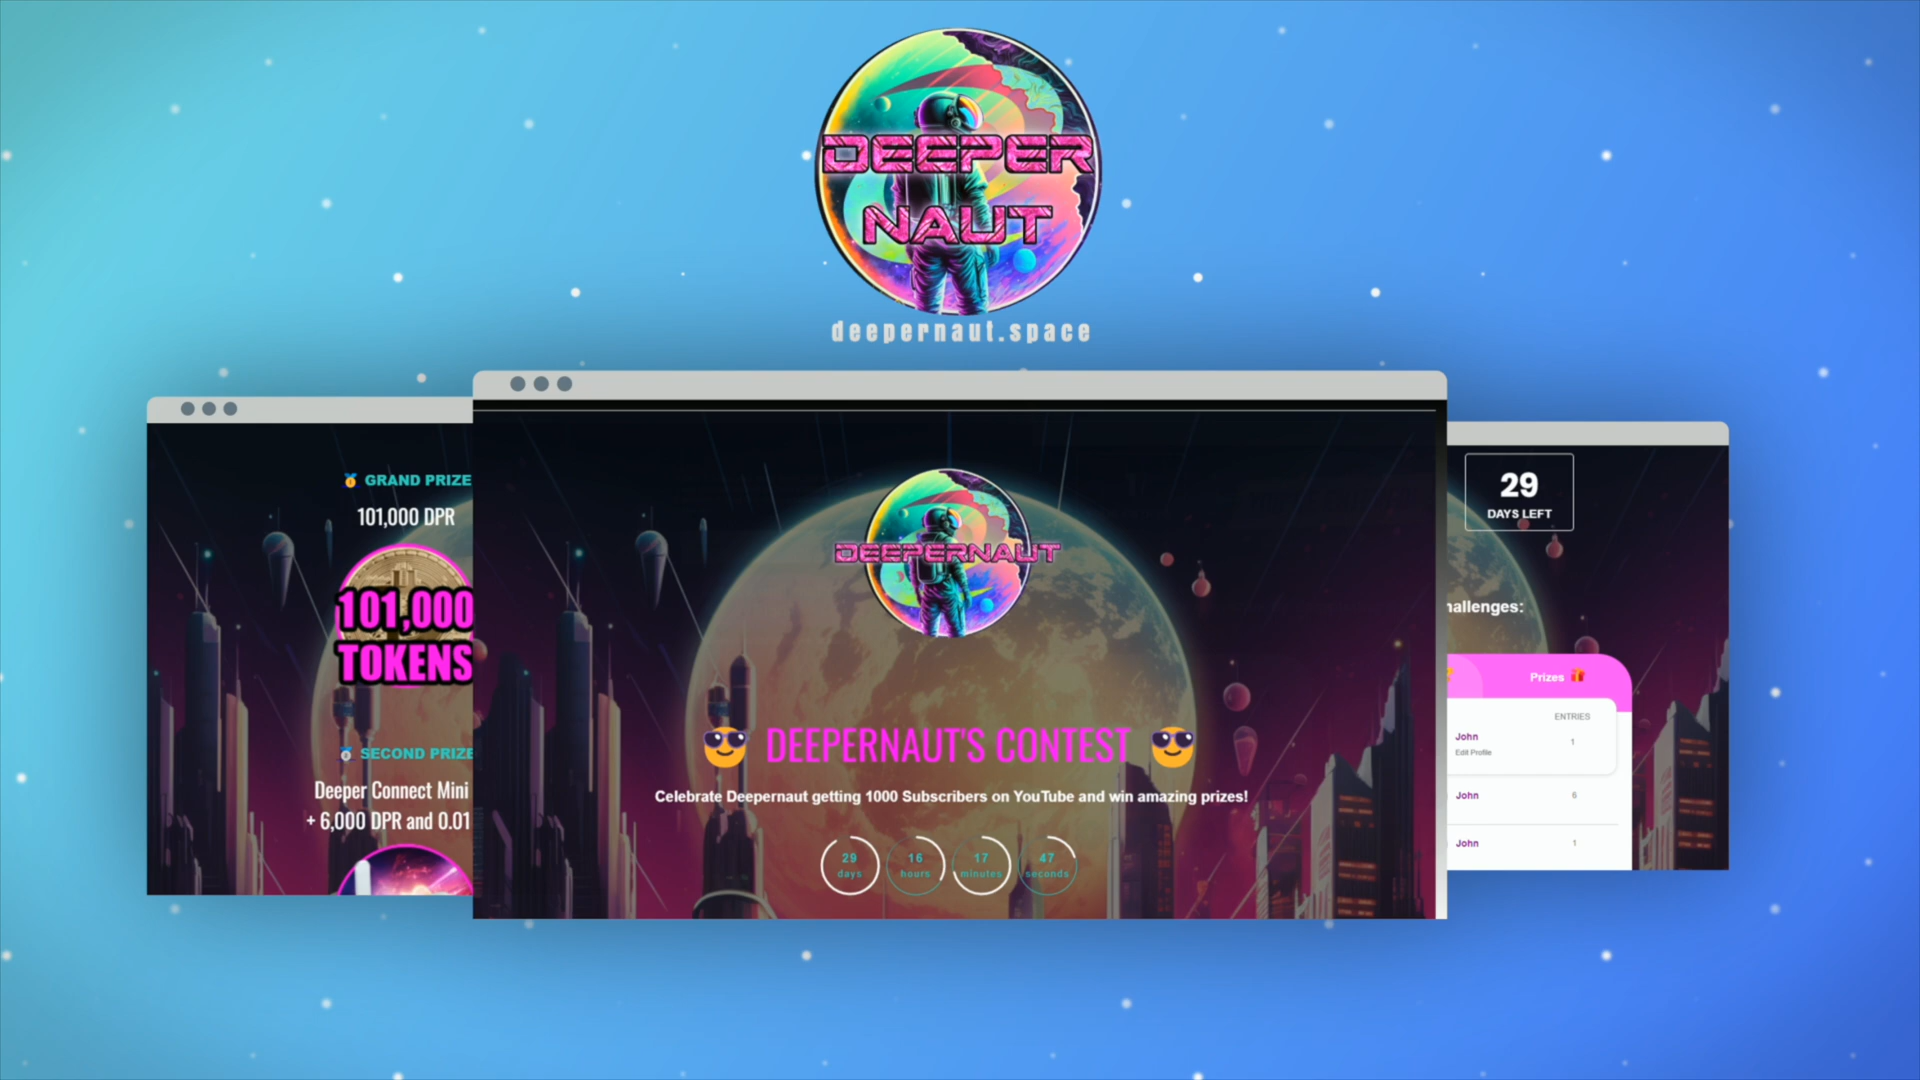 DEEPER
NAUT
deepernaut.space
🥇 GRAND PRIZE
101,000 DPR
101,000
TOKENS
🥈 SECOND PRIZE
Deeper Connect Mini
+ 6,000 DPR and 0.01
DEEPERNAUT
😎 DEEPERNAUT'S CONTEST 😎
Celebrate Deepernaut getting 1000 Subscribers on YouTube and win amazing prizes!
29 16 17 47
days hours minutes seconds
29
DAYS LEFT
hallenges:
Prizes 🎁
ENTRIES
John 1
Edit Profile
John 6
John 1